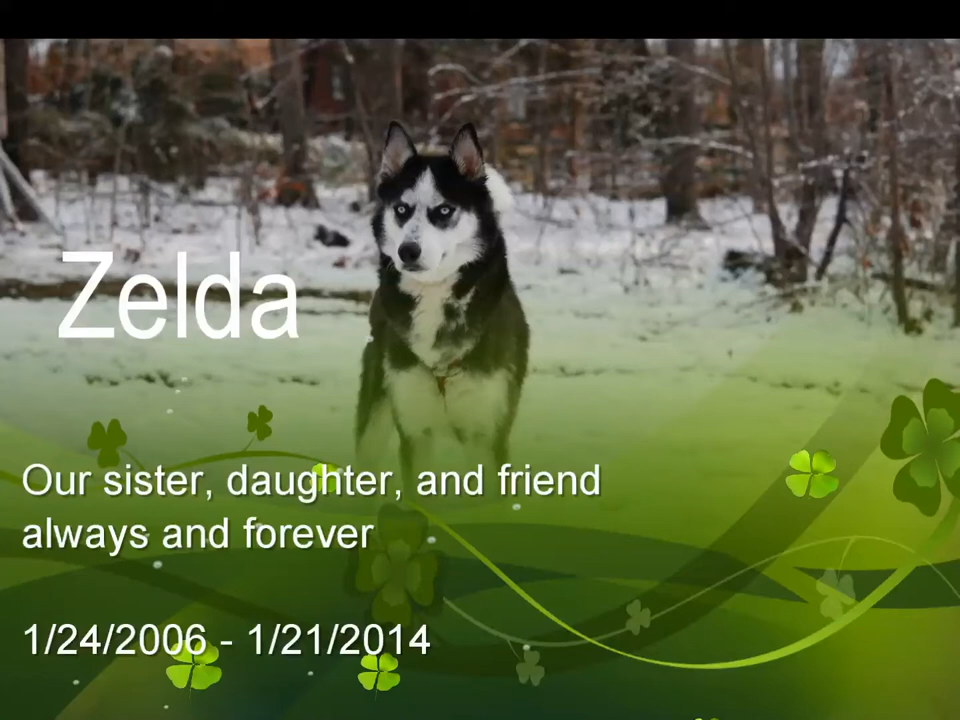 Zelda
Our sister, daughter, and friend
always and forever
1/24/2006 - 1/21/2014